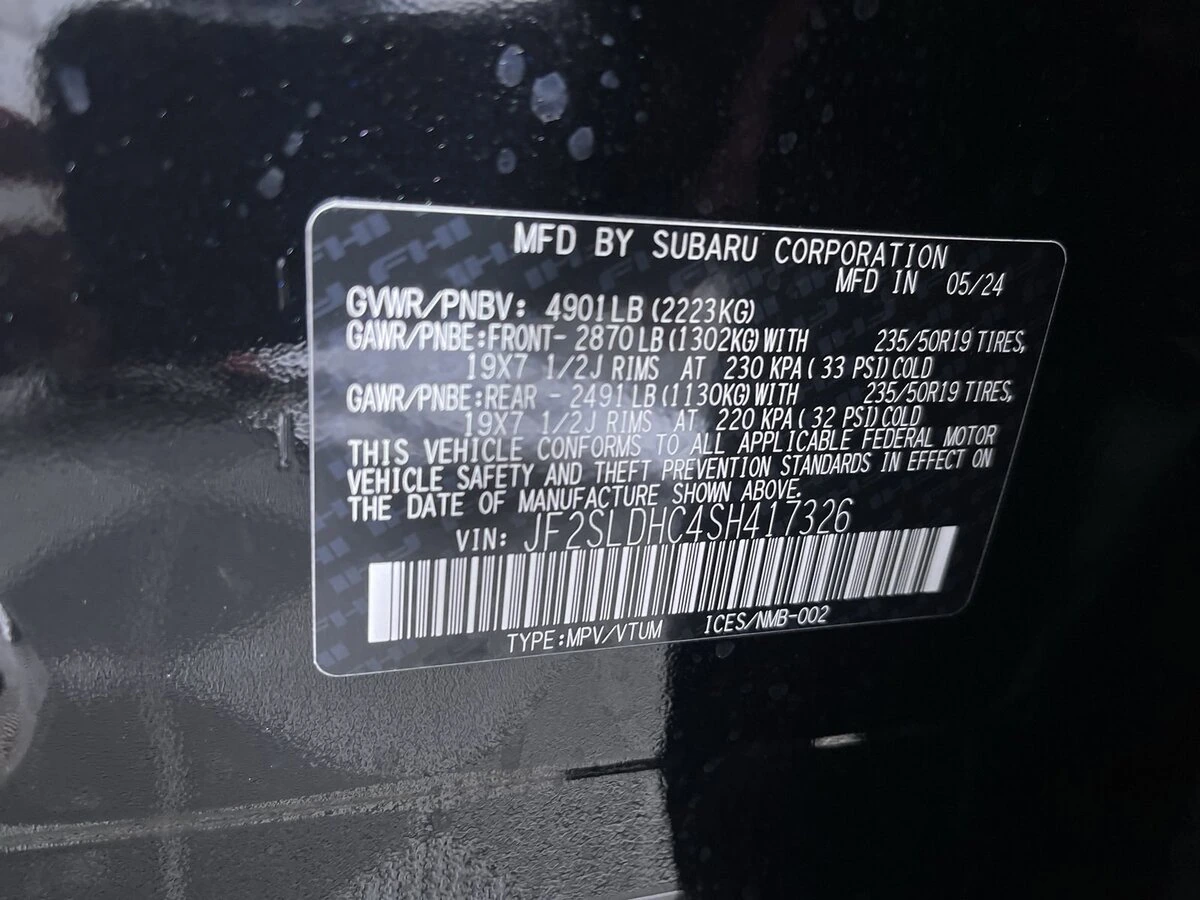 MFD BY SUBARU CORPORATION
MFD IN 05/24
GVWR/PNBV: 4901LB(2223KG)
GAWR/PNBE:FRONT- 2870LB(1302KG)WITH 235/50R19 TIRES,
19X7 1/2J RIMS AT 230 KPA( 33 PSI)COLD
GAWR/PNBE:REAR - 2491LB(1130KG)WITH 235/50R19 TIRES,
19X7 1/2J RIMS AT 220 KPA( 32 PSI)COLD
THIS VEHICLE CONFORMS TO ALL APPLICABLE FEDERAL MOTOR
VEHICLE SAFETY AND THEFT PREVENTION STANDARDS IN EFFECT ON
THE DATE OF MANUFACTURE SHOWN ABOVE.
VIN: JF2SLDHC4SH417326
TYPE:MPV/VTUM ICES/NMB-002